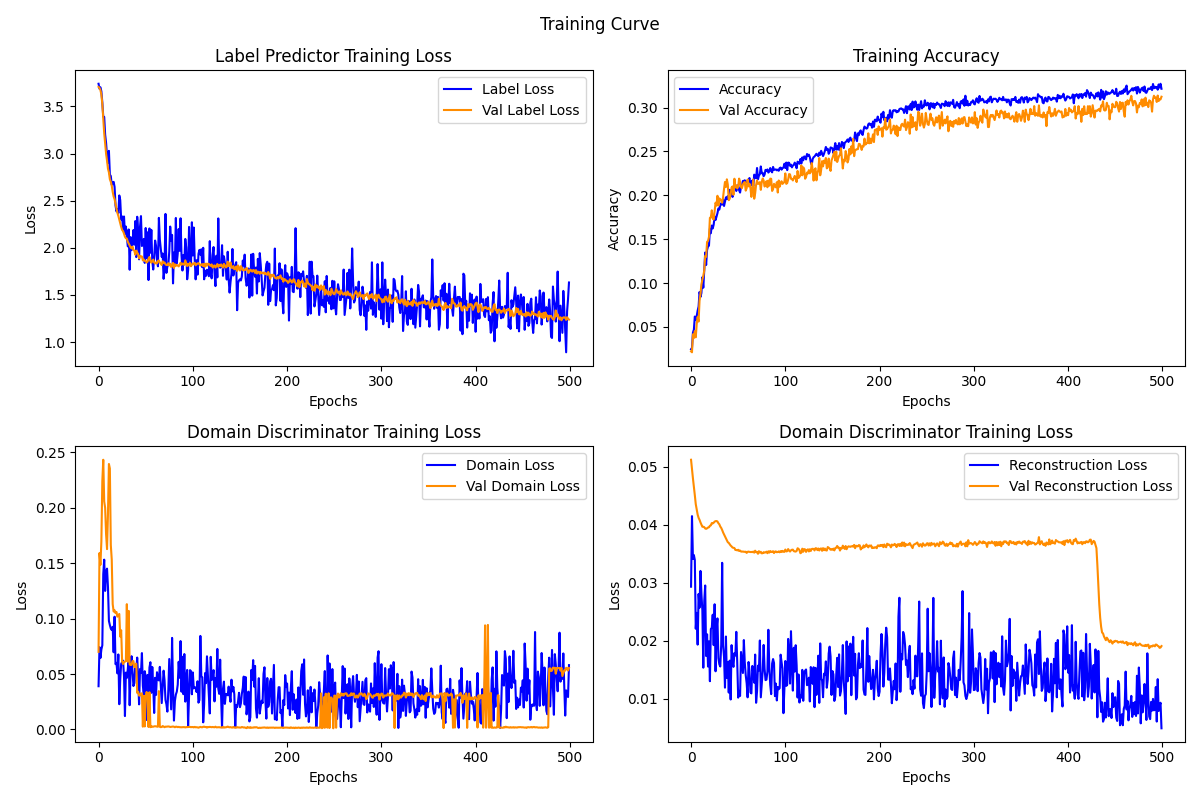 Training Curve
Label Predictor Training Loss
Training Accuracy
Label Loss
Val Label Loss
Accuracy
Val Accuracy
3.5
3.0
2.5
2.0
1.5
1.0
Loss
0 100 200 300 400 500
Epochs
0.30
0.25
0.20
0.15
0.10
0.05
Accuracy
0 100 200 300 400 500
Epochs
Domain Discriminator Training Loss
Domain Discriminator Training Loss
Domain Loss
Val Domain Loss
Reconstruction Loss
Val Reconstruction Loss
0.25
0.20
0.15
0.10
0.05
0.00
Loss
0 100 200 300 400 500
Epochs
0.05
0.04
0.03
0.02
0.01
Loss
0 100 200 300 400 500
Epochs